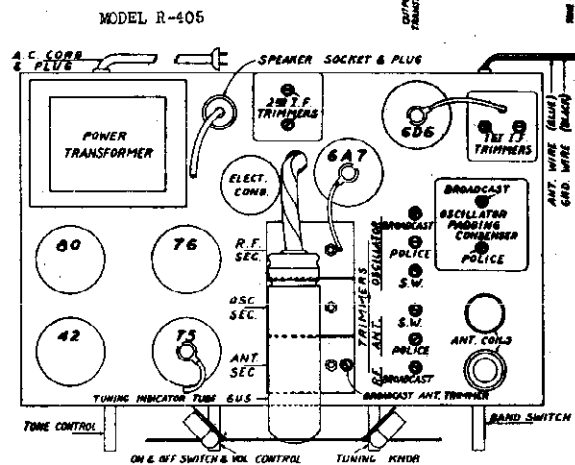 MODEL R-405
A.C. CORD
& PLUG
SPEAKER SOCKET & PLUG
2ND I.F.
TRIMMERS
6D6
1ST I.F.
TRIMMERS
ANT. WIRE (BLUE)
GRD. WIRE (BLACK)
POWER
TRANSFORMER
ELECT.
COND.
6A7
BROADCAST
OSCILLATOR
PADDING
CONDENSER
POLICE
80
76
R.F.
SEC.
OSC
SEC.
ANT.
SEC
TRIMMERS
OSCILLATOR
BROADCAST
POLICE
S.W.
ANT.
S.W.
POLICE
R.F.
BROADCAST
ANT. COILS
42
75
BROADCAST ANT. TRIMMER
TUNING INDICATOR TUBE 6U5
TONE CONTROL
BAND SWITCH
ON & OFF SWITCH & VOL CONTROL
TUNING KNOB